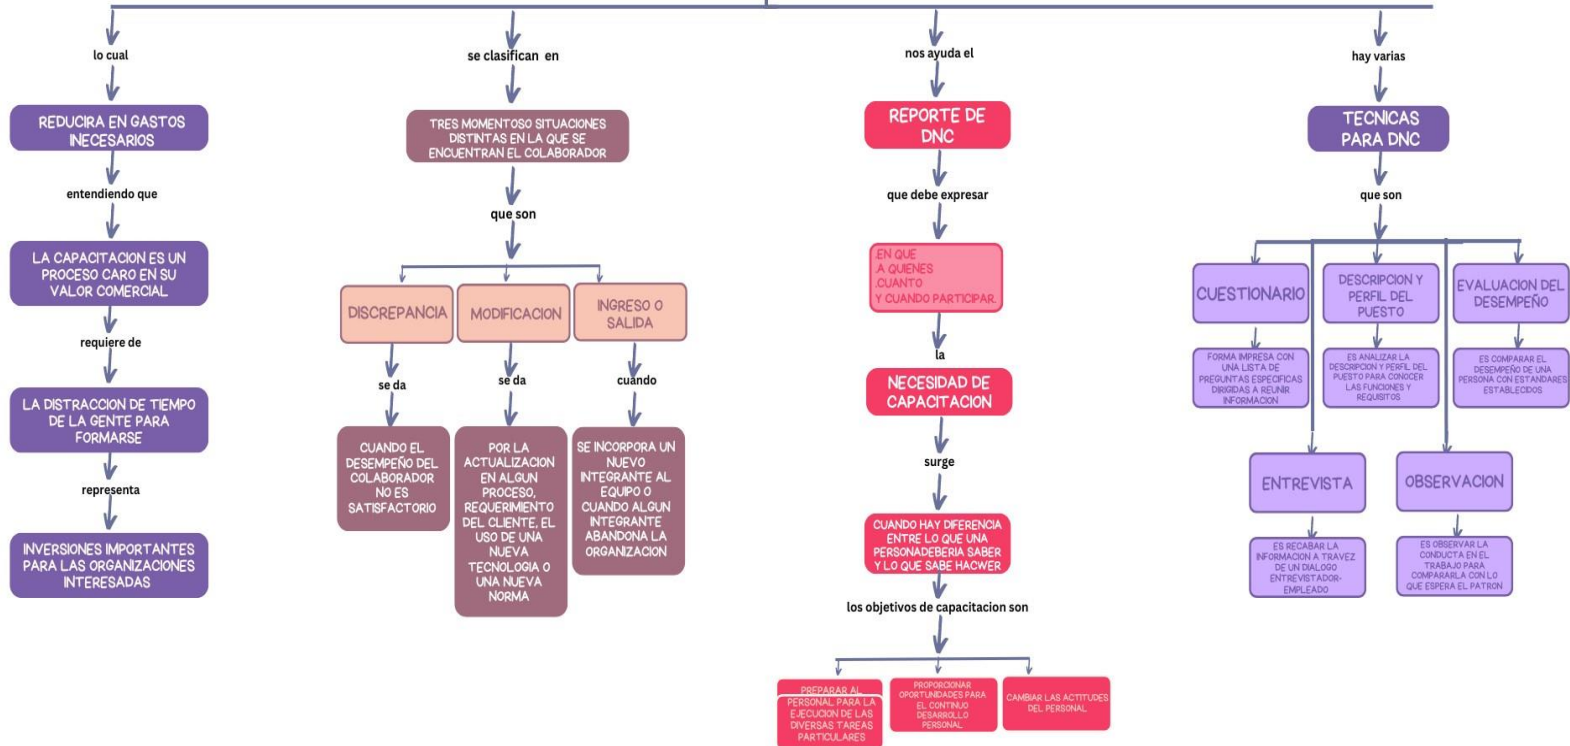 lo cual
REDUCIRA EN GASTOS
INECESARIOS
entendiendo que
LA CAPACITACION ES UN
PROCESO CARO EN SU
VALOR COMERCIAL
requiere de
LA DISTRACCION DE TIEMPO
DE LA GENTE PARA
FORMARSE
representa
INVERSIONES IMPORTANTES
PARA LAS ORGANIZACIONES
INTERESADAS
se clasifican en
TRES MOMENTOSO SITUACIONES
DISTINTAS EN LA QUE SE
ENCUENTRAN EL COLABORADOR
que son
DISCREPANCIA
se da
CUANDO EL
DESEMPEÑO DEL
COLABORADOR
NO ES
SATISFACTORIO
MODIFICACION
se da
POR LA
ACTUALIZACION
EN ALGUN
PROCESO,
REQUERIMIENTO
DEL CLIENTE, EL
USO DE UNA
NUEVA
TECNOLOGIA O
UNA NUEVA
NORMA
INGRESO O
SALIDA
cuando
SE INCORPORA UN
NUEVO
INTEGRANTE AL
EQUIPO O
CUANDO ALGUN
INTEGRANTE
ABANDONA LA
ORGANIZACION
nos ayuda el
REPORTE DE
DNC
que debe expresar
.EN QUE
.A QUIENES
.CUANTO
Y CUANDO PARTICIPAR.
la
NECESIDAD DE
CAPACITACION
surge
CUANDO HAY DIFERENCIA
ENTRE LO QUE UNA
PERSONADEBERIA SABER
Y LO QUE SABE HACWER
los objetivos de capacitacion son
PREPARAR AL
PERSONAL PARA LA
EJECUCION DE LAS
DIVERSAS TAREAS
PARTICULARES
PROPORCIONAR
OPORTUNIDADES PARA
EL CONTINUO
DESARROLLO
PERSONAL
CAMBIAR LAS ACTITUDES
DEL PERSONAL
hay varias
TECNICAS
PARA DNC
que son
CUESTIONARIO
FORMA IMPRESA CON
UNA LISTA DE
PREGUNTAS ESPECIFICAS
DIRIGIDAS A REUNIR
INFORMACION
DESCRIPCION Y
PERFIL DEL
PUESTO
ES ANALIZAR LA
DESCRIPCION Y PERFIL DEL
PUESTO PARA CONOCER
LAS FUNCIONES Y
REQUISITOS
EVALUACION DEL
DESEMPEÑO
ES COMPARAR EL
DESEMPEÑO DE UNA
PERSONA CON ESTANDARES
ESTABLECIDOS
ENTREVISTA
ES RECABAR LA
INFORMACION A TRAVEZ
DE UN DIALOGO
ENTREVISTADOR-
EMPLEADO
OBSERVACION
ES OBSERVAR LA
CONDUCTA EN EL
TRABAJO PARA
COMPARARLA CON LO
QUE ESPERA EL PATRON